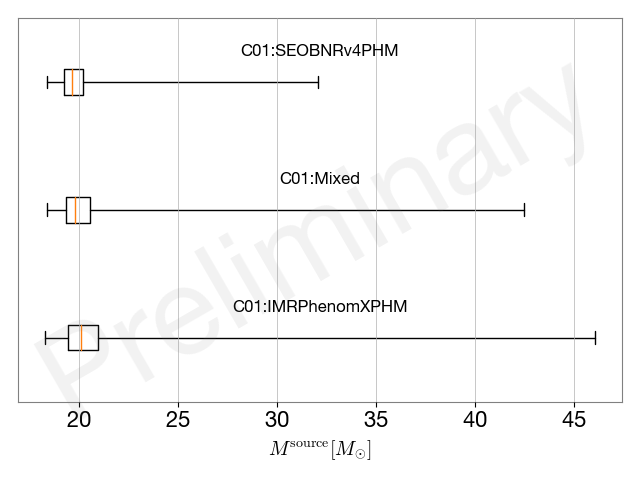 C01:SEOBNRv4PHM
C01:Mixed
C01:IMRPhenomXPHM
Preliminary
20 25 30 35 40 45
M^source [M_⊙]